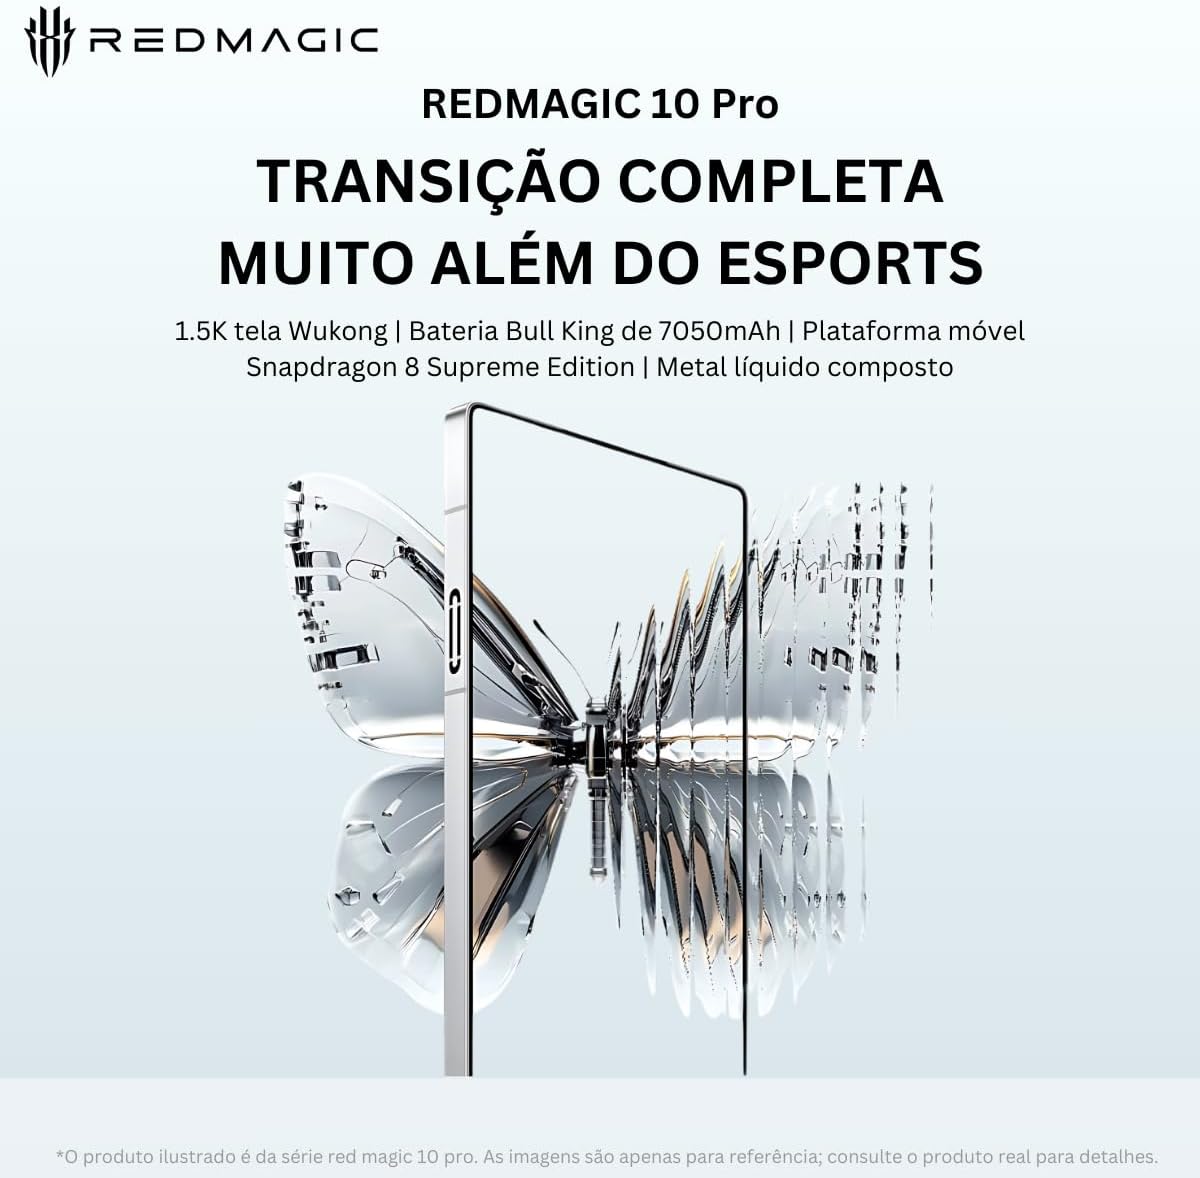 REDMAGIC
REDMAGIC 10 Pro
TRANSIÇÃO COMPLETA
MUITO ALÉM DO ESPORTS
1.5K tela Wukong | Bateria Bull King de 7050mAh | Plataforma móvel
Snapdragon 8 Supreme Edition | Metal líquido composto
*O produto ilustrado é da série red magic 10 pro. As imagens são apenas para referência; consulte o produto real para detalhes.